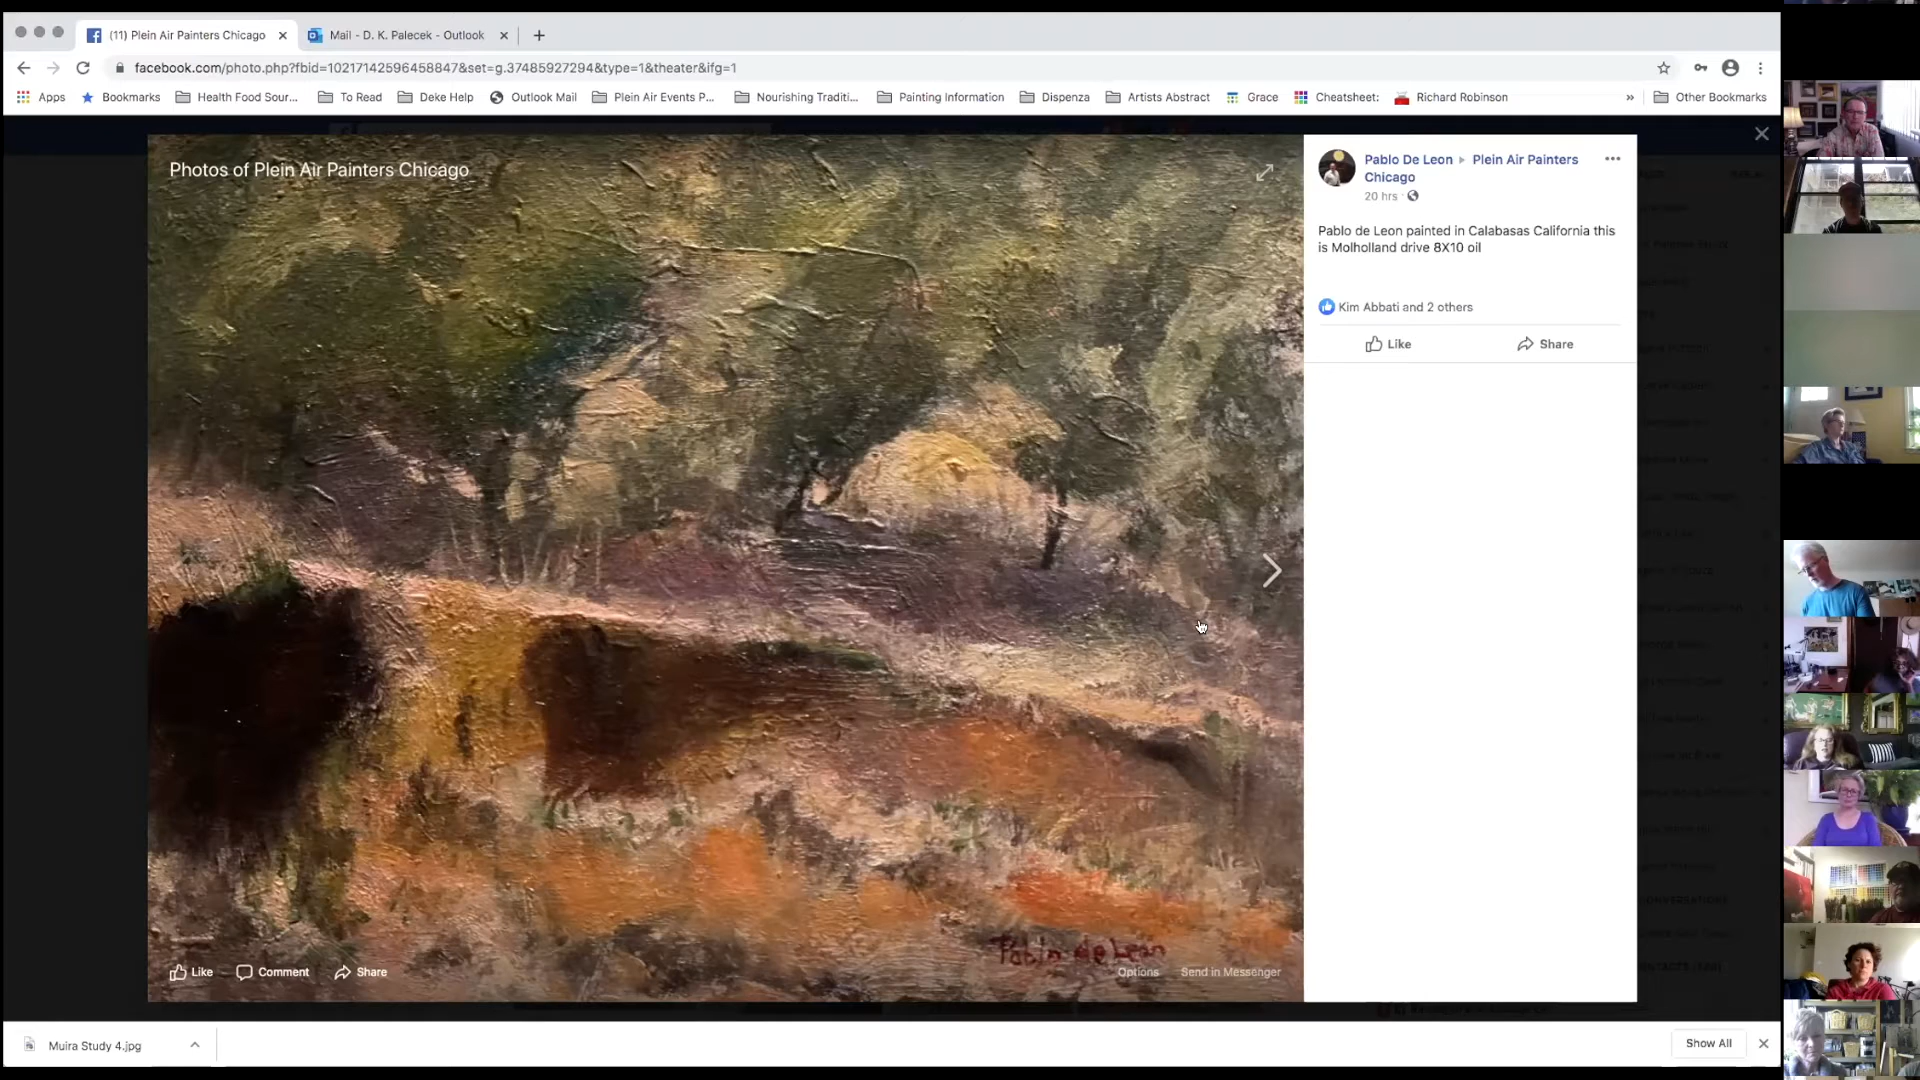 (11) Plein Air Painters Chicago
Mail - D. K. Palecek - Outlook
facebook.com/photo.php?fbid=10217142596458847&set=g.37485927294&type=1&theater&ifg=1
Apps
Bookmarks
Health Food Sour...
To Read
Deke Help
Outlook Mail
Plein Air Events P...
Nourishing Traditi...
Painting Information
Dispenza
Artists Abstract
Grace
Cheatsheet:
Richard Robinson
»
Other Bookmarks
Photos of Plein Air Painters Chicago
Pablo De Leon ▸ Plein Air Painters
Chicago
20 hrs ·
Pablo de Leon painted in Calabasas California this
is Molholland drive 8X10 oil
Kim Abbati and 2 others
Like
Share
Pablo de Leon
Like
Comment
Share
Options
Send in Messenger
Muira Study 4.jpg
Show All